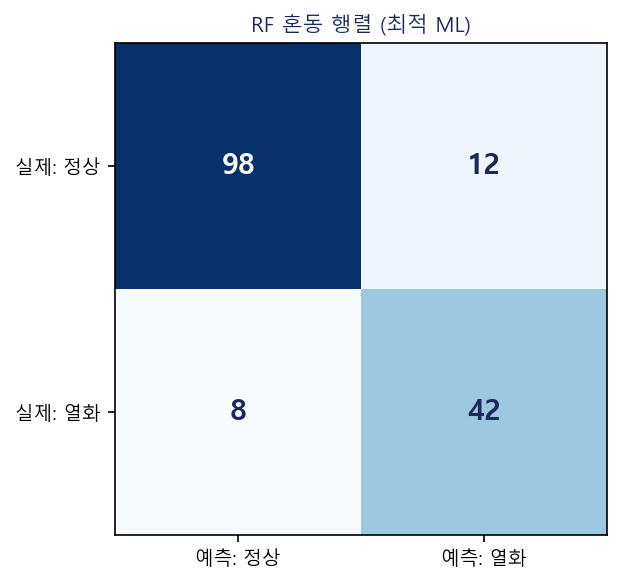 RF 혼동 행렬 (최적 ML)
실제: 정상
98
12
실제: 열화
8
42
예측: 정상
예측: 열화